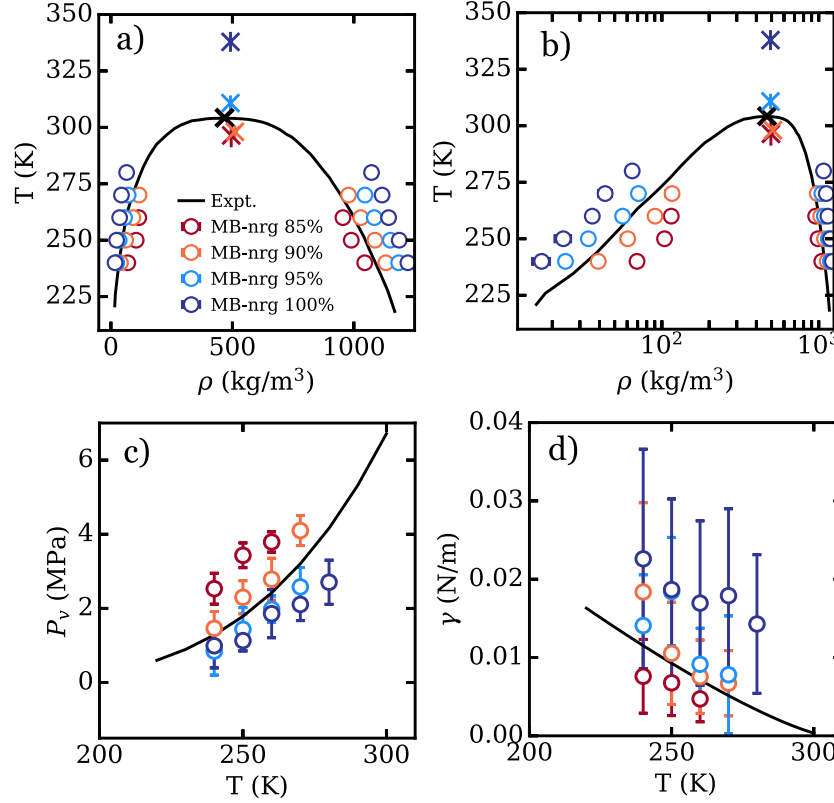 a)
350
325
300
275
250
225
T (K)
0
500
1000
ρ (kg/m³)
Expt.
MB-nrg 85%
MB-nrg 90%
MB-nrg 95%
MB-nrg 100%
b)
350
325
300
275
250
225
T (K)
10²
10³
ρ (kg/m³)
c)
6
4
2
0
P_v (MPa)
200
250
300
T (K)
d)
0.04
0.03
0.02
0.01
0.00
γ (N/m)
200
250
300
T (K)